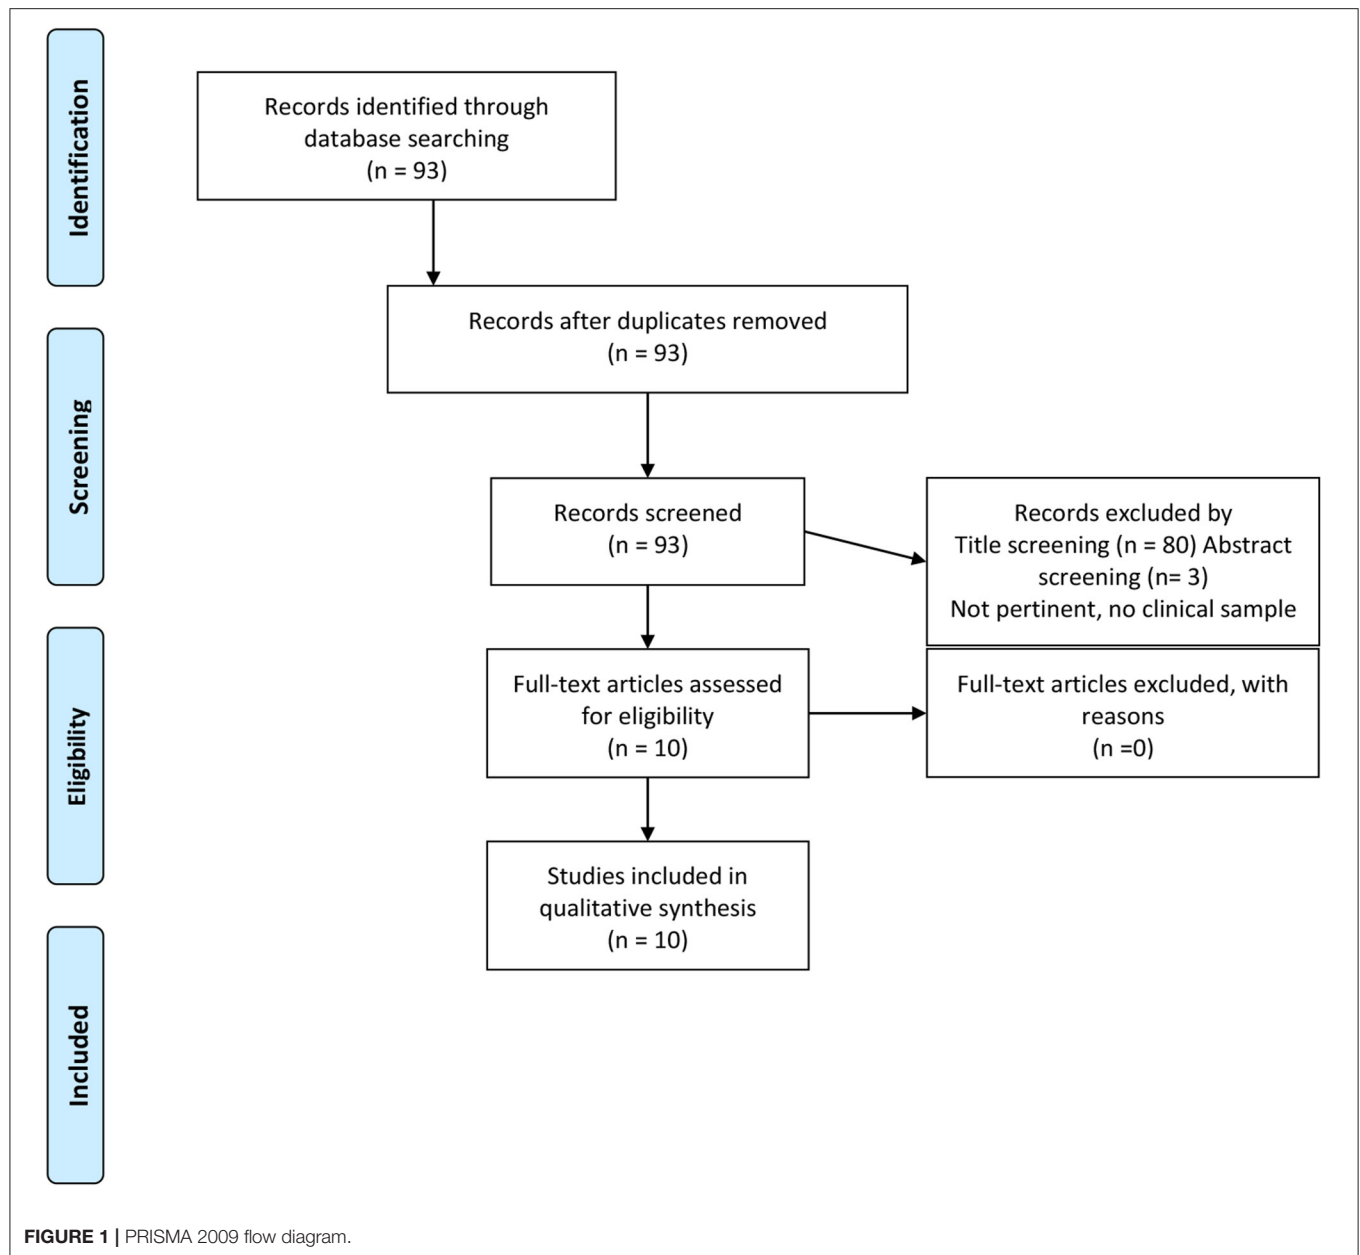 Identification
Records identified through
database searching
(n = 93)
Records after duplicates removed
(n = 93)
Screening
Records screened
(n = 93)
Records excluded by
Title screening (n = 80) Abstract
screening (n= 3)
Not pertinent, no clinical sample
Eligibility
Full-text articles assessed
for eligibility
(n = 10)
Full-text articles excluded, with
reasons
(n =0)
Studies included in
qualitative synthesis
(n = 10)
Included
FIGURE 1 | PRISMA 2009 flow diagram.